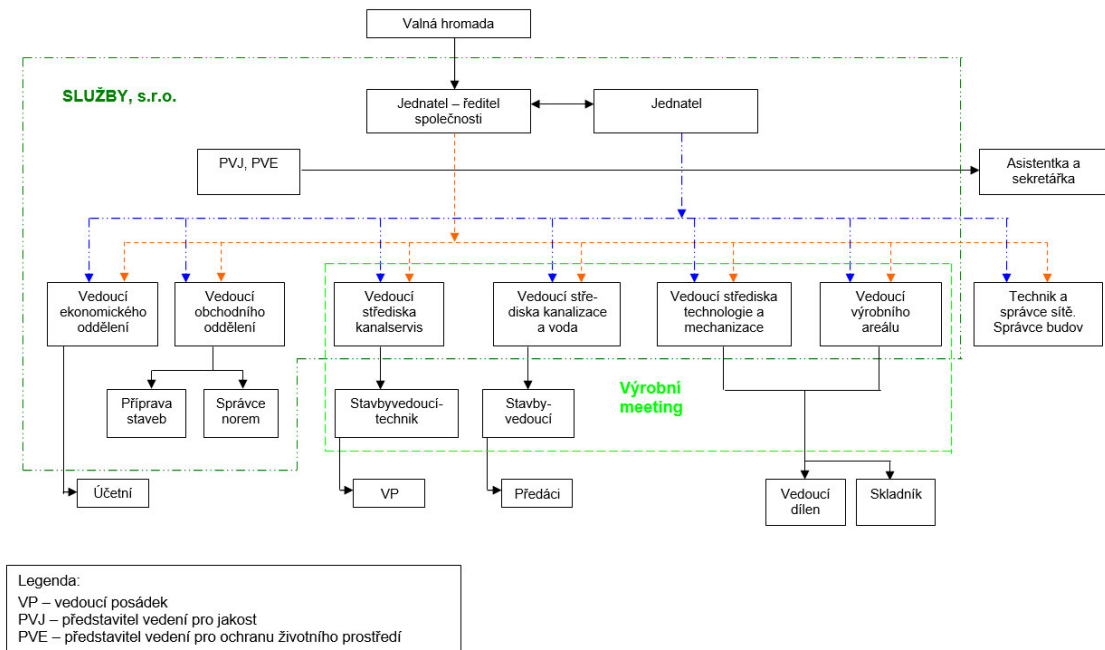 Valná hromada
SLUŽBY, s.r.o.
Jednatel – ředitel
společnosti
Jednatel
PVJ, PVE
Asistentka a
sekretářka
Vedoucí
ekonomického
oddělení
Vedoucí
obchodního
oddělení
Vedoucí
střediska
kanalservis
Vedoucí stře-
diska kanalizace
a voda
Vedoucí střediska
technologie a
mechanizace
Vedoucí
výrobního
areálu
Technik a
správce sítě.
Správce budov
Příprava
staveb
Správce
norem
Stavbyvedoucí-
technik
Stavby-
vedoucí
Výrobní
meeting
Účetní
VP
Předáci
Vedoucí
dílen
Skladník
Legenda:
VP – vedoucí posádek
PVJ – představitel vedení pro jakost
PVE – představitel vedení pro ochranu životního prostředí